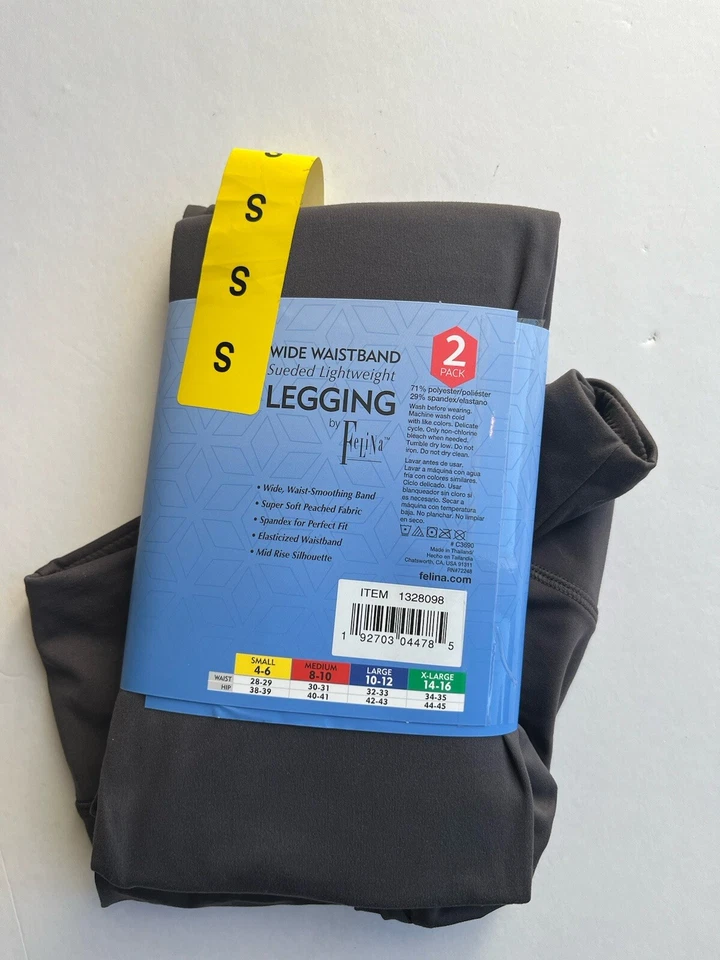 S
S
S
WIDE WAISTBAND
Sueded Lightweight
LEGGING
by FELINA™
• Wide, Waist-Smoothing Band
• Super Soft Peached Fabric
• Spandex for Perfect Fit
• Elasticized Waistband
• Mid Rise Silhouette
2
PACK
71% polyester/poliéster
29% spandex/elastano
Wash before wearing.
Machine wash cold
with like colors. Delicate
cycle. Only non-chlorine
bleach when needed.
Tumble dry low. Do not
iron. Do not dry clean.
Lavar antes de usar.
Lavar a máquina con agua
fría con colores similares.
Ciclo delicado. Usar
blanqueador sin cloro si
es necesario. Secar a
máquina con temperatura
baja. No planchar. No limpiar
en seco.
# C3690
Made in Thailand/
Hecho en Tailandia
Chatsworth, CA, USA 91311
RN#72248
felina.com
ITEM 1328098
1 92703 04478 5
SMALL MEDIUM LARGE X-LARGE
4-6 8-10 10-12 14-16
WAIST 28-29 30-31 32-33 34-35
HIP 38-39 40-41 42-43 44-45